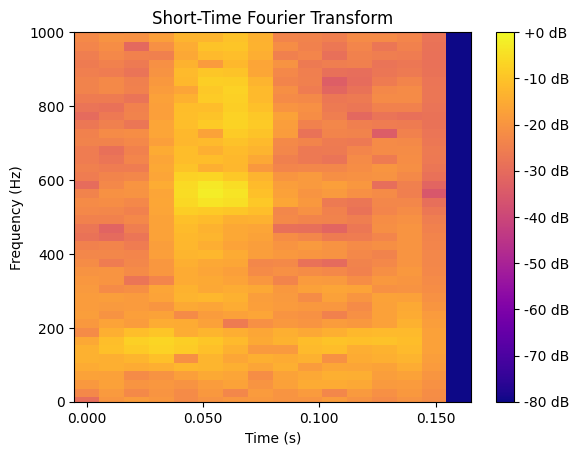 Short-Time Fourier Transform
Frequency (Hz)
1000
800
600
400
200
0
0.000
0.050
0.100
0.150
Time (s)
+0 dB
-10 dB
-20 dB
-30 dB
-40 dB
-50 dB
-60 dB
-70 dB
-80 dB